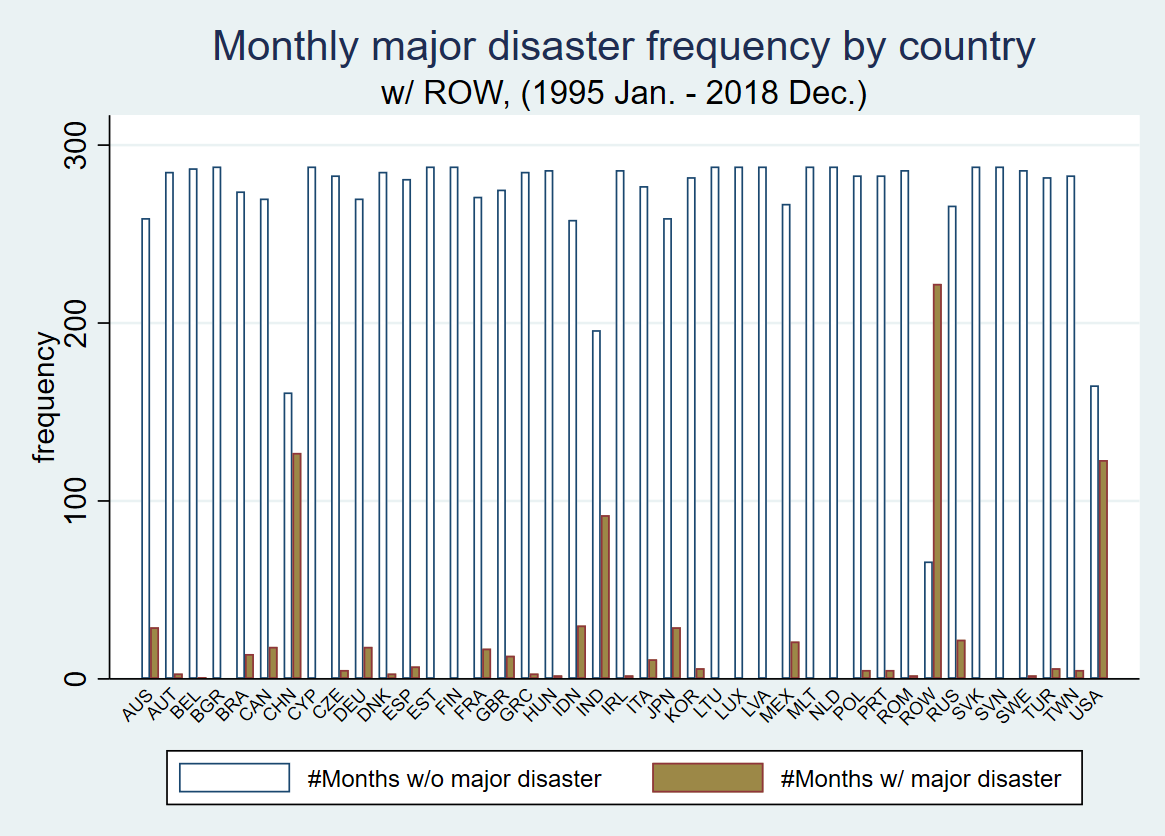 Monthly major disaster frequency by country
w/ ROW, (1995 Jan. - 2018 Dec.)
frequency
300
200
100
0
AUS AUT BEL BGR BRA CAN CHN CYP CZE DEU DNK ESP EST FIN FRA GBR GRC HUN IDN IND IRL ITA JPN KOR LTU LUX LVA MEX MLT NLD POL PRT ROM ROW RUS SVK SVN SWE TUR TWN USA
#Months w/o major disaster #Months w/ major disaster